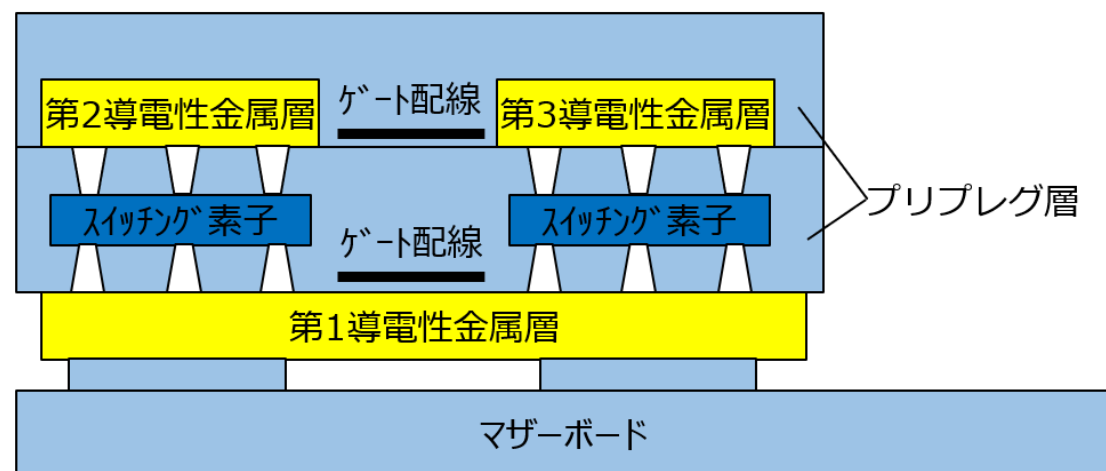 第2導電性金属層
ｹﾞｰﾄ配線
第3導電性金属層
ｽｲｯﾁﾝｸﾞ素子
ｽｲｯﾁﾝｸﾞ素子
プリプレグ層
ｹﾞｰﾄ配線
第1導電性金属層
マザーボード